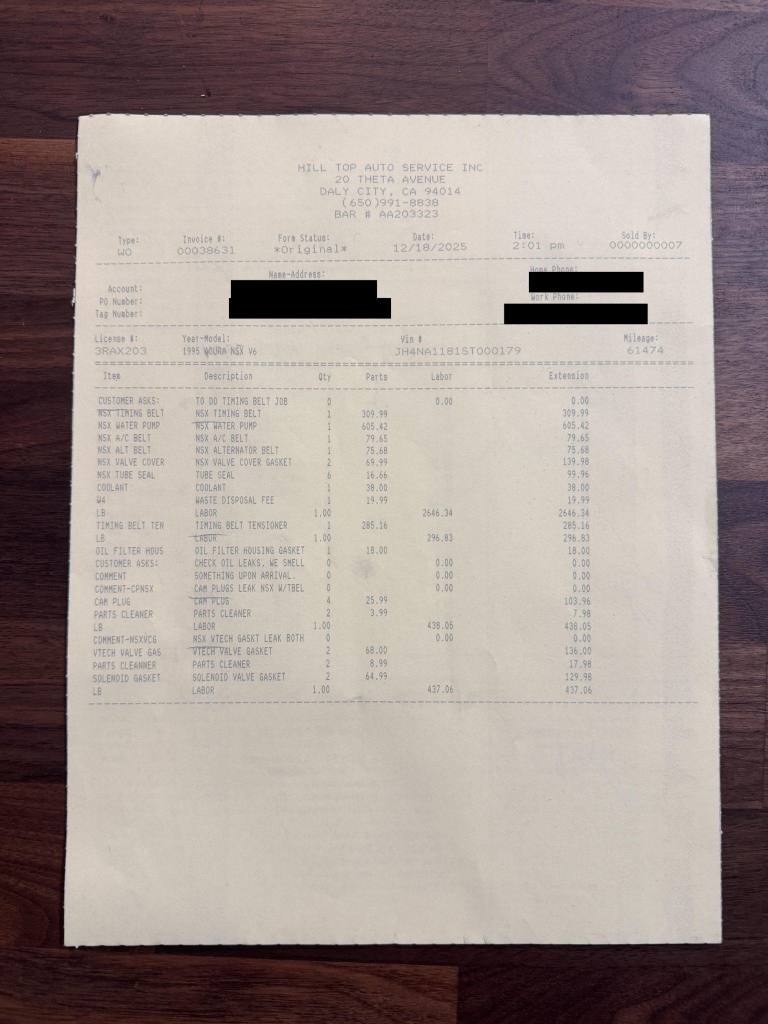 HILL TOP AUTO SERVICE INC
20 THETA AVENUE
DALY CITY, CA 94014
(650)991-8838
BAR # AA203323
Type: Invoice #: Form Status: Date: Time: Sold By:
WO 00038631 *Original* 12/18/2025 2:01 pm 0000000007
Name-Address: Home Phone:
Account:
PO Number: Work Phone:
Tag Number:
License #: Year-Model: Vin # Mileage:
3RAX203 1995 NSX V6 JH4NA1181ST000179 61474
Item Description Qty Parts Labor Extension
CUSTOMER ASKS: TO DO TIMING BELT JOB 0 0.00 0.00
NSX TIMING BELT NSX TIMING BELT 1 309.99 309.99
NSX WATER PUMP NSX WATER PUMP 1 605.42 605.42
NSX A/C BELT NSX A/C BELT 1 79.65 79.65
NSX ALT BELT NSX ALTERNATOR BELT 1 75.68 75.68
NSX VALVE COVER NSX VALVE COVER GASKET 2 69.99 139.98
NSX TUBE SEAL TUBE SEAL 6 16.66 99.96
COOLANT COOLANT 1 38.00 38.00
W4 WASTE DISPOSAL FEE 1 19.99 19.99
LB LABOR 1.00 2646.34 2646.34
TIMING BELT TEN TIMING BELT TENSIONER 1 285.16 285.16
LB LABOR 1.00 296.83 296.83
OIL FILTER HOUS OIL FILTER HOUSING GASKET 1 18.00 18.00
CUSTOMER ASKS: CHECK OIL LEAKS. WE SMELL 0 0.00 0.00
COMMENT SOMETHING UPON ARRIVAL. 0 0.00 0.00
COMMENT-CPNSX CAM PLUGS LEAK NSX W/TBEL 0 0.00 0.00
CAM PLUG CAM PLUG 4 25.99 103.96
PARTS CLEANER PARTS CLEANER 2 3.99 7.98
LB LABOR 1.00 438.05 438.05
COMMENT-NSXVCG NSX VTECH GASKT LEAK BOTH 0 0.00 0.00
VTECH VALVE GAS VTECH VALVE GASKET 2 68.00 136.00
PARTS CLEANNER PARTS CLEANER 2 8.99 17.98
SOLENOID GASKET SOLENOID VALVE GASKET 2 64.99 129.98
LB LABOR 1.00 437.06 437.06